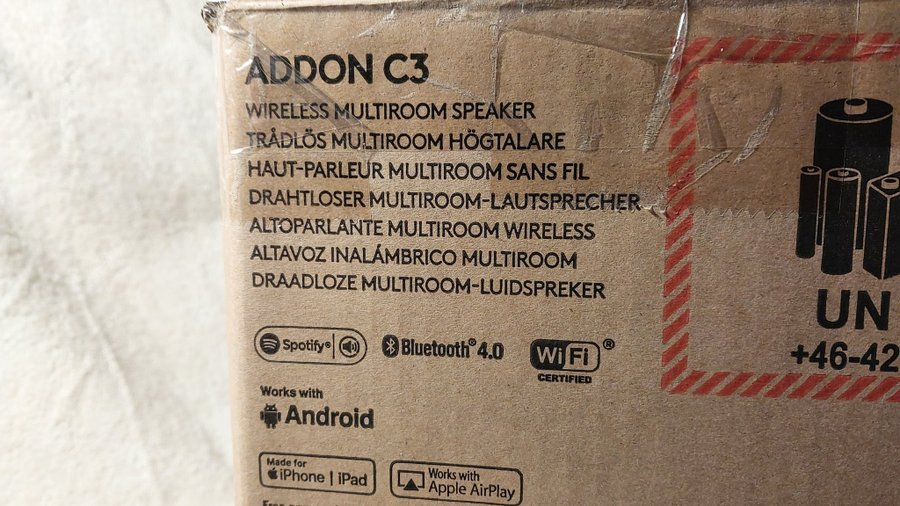 ADDON C3
WIRELESS MULTIROOM SPEAKER
TRÅDLÖS MULTIROOM HÖGTALARE
HAUT-PARLEUR MULTIROOM SANS FIL
DRAHTLOSER MULTIROOM-LAUTSPRECHER
ALTOPARLANTE MULTIROOM WIRELESS
ALTAVOZ INALÁMBRICO MULTIROOM
DRAADLOZE MULTIROOM-LUIDSPREKER
Spotify®
Bluetooth® 4.0
Wi Fi ®
CERTIFIED
Works with
Android
Made for
iPhone | iPad
Works with
Apple AirPlay
UN
+46-42